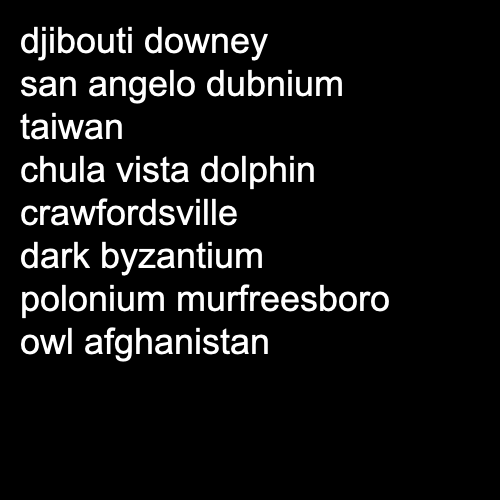 djibouti downey
san angelo dubnium
taiwan
chula vista dolphin
crawfordsville
dark byzantium
polonium murfreesboro
owl afghanistan